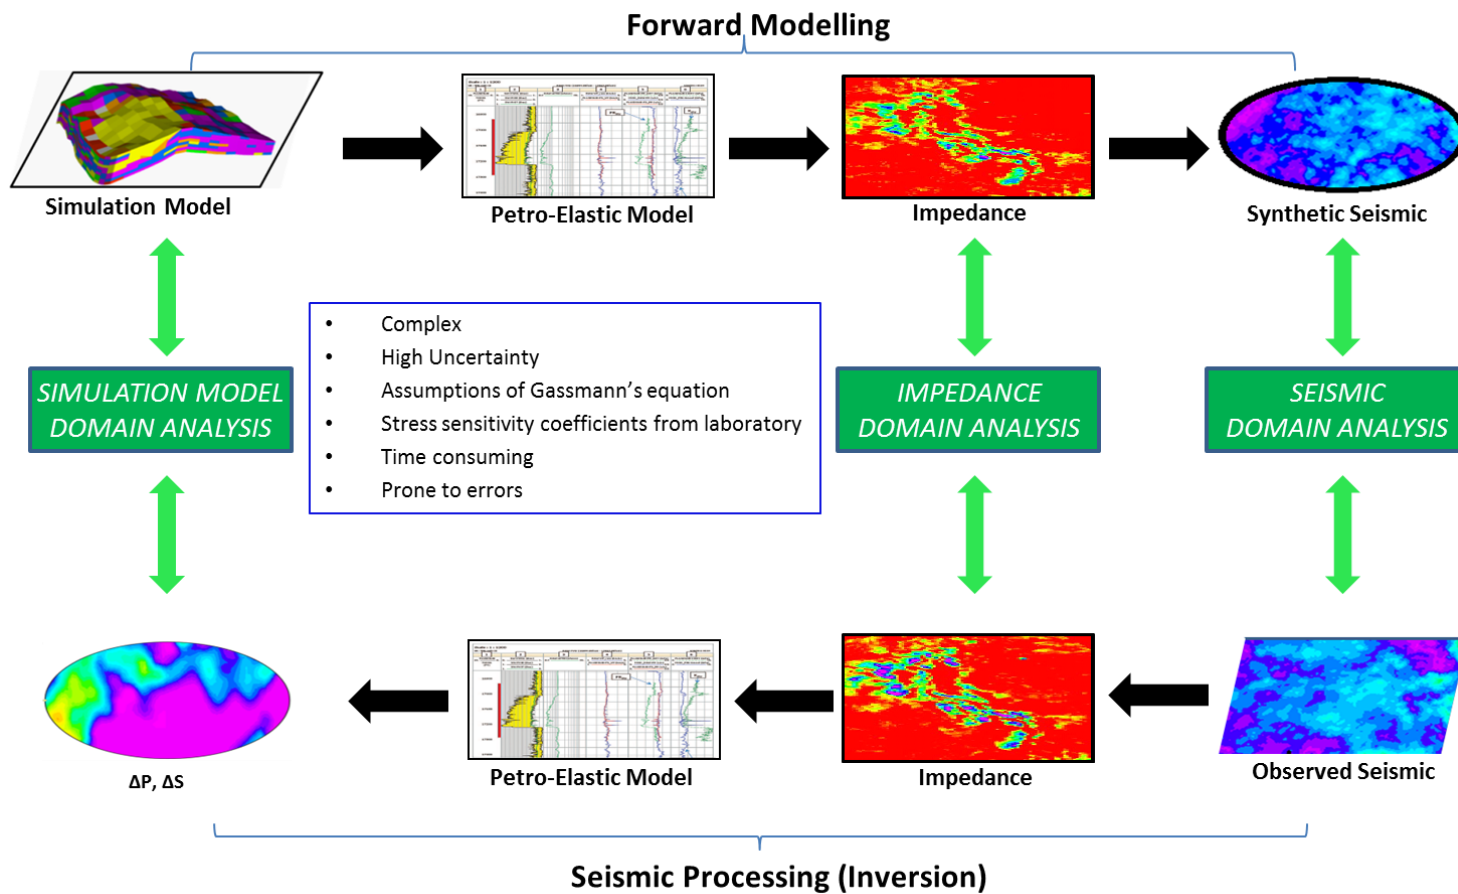 Forward Modelling
Simulation Model
Petro-Elastic Model
Impedance
Synthetic Seismic
• Complex
• High Uncertainty
• Assumptions of Gassmann's equation
• Stress sensitivity coefficients from laboratory
• Time consuming
• Prone to errors
SIMULATION MODEL
DOMAIN ANALYSIS
IMPEDANCE
DOMAIN ANALYSIS
SEISMIC
DOMAIN ANALYSIS
ΔP, ΔS
Petro-Elastic Model
Impedance
Observed Seismic
Seismic Processing (Inversion)